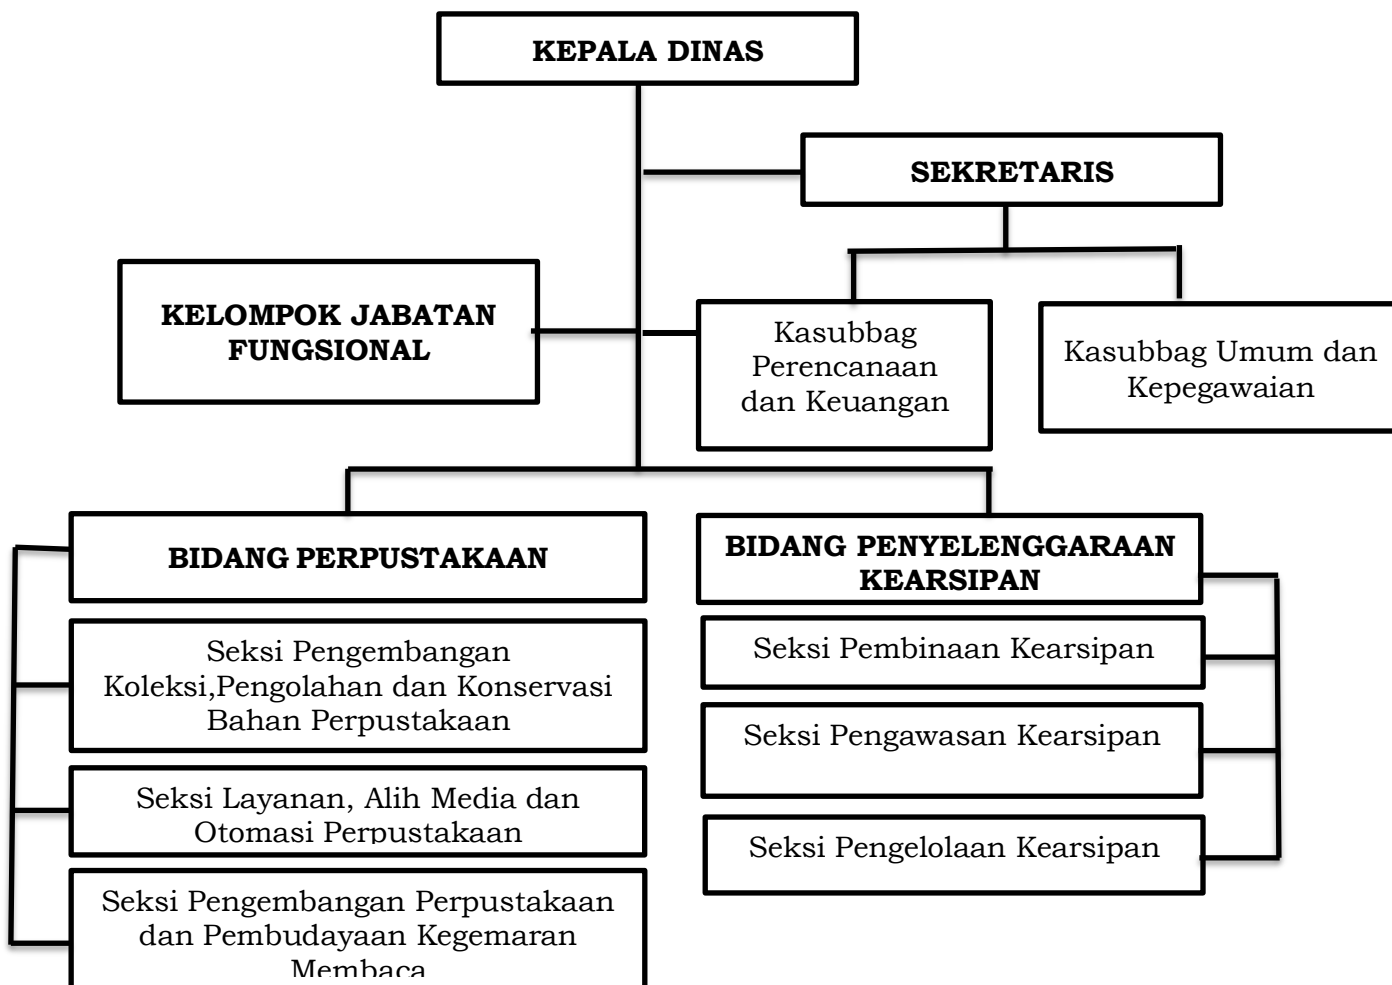 KEPALA DINAS
SEKRETARIS
KELOMPOK JABATAN
FUNGSIONAL
Kasubbag
Perencanaan
dan Keuangan
Kasubbag Umum dan
Kepegawaian
BIDANG PERPUSTAKAAN
Seksi Pengembangan
Koleksi,Pengolahan dan Konservasi
Bahan Perpustakaan
Seksi Layanan, Alih Media dan
Otomasi Perpustakaan
Seksi Pengembangan Perpustakaan
dan Pembudayaan Kegemaran
Membaca
BIDANG PENYELENGGARAAN
KEARSIPAN
Seksi Pembinaan Kearsipan
Seksi Pengawasan Kearsipan
Seksi Pengelolaan Kearsipan